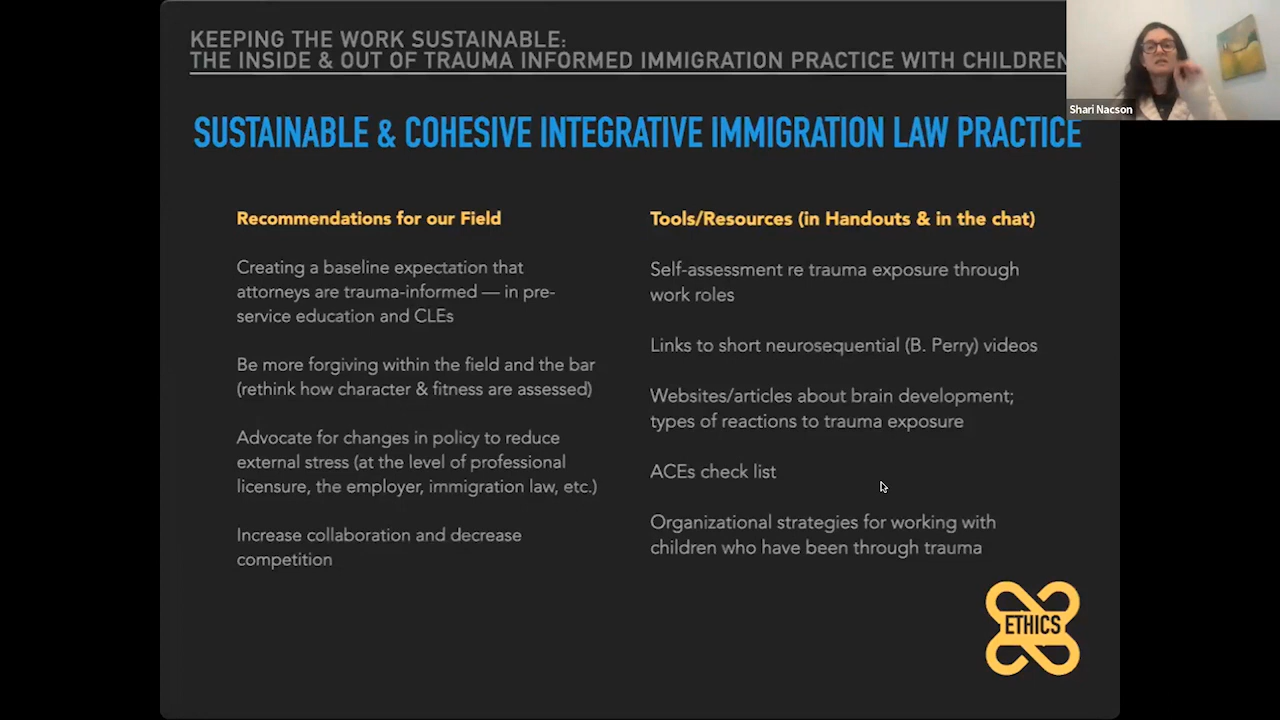 KEEPING THE WORK SUSTAINABLE:
THE INSIDE & OUT OF TRAUMA INFORMED IMMIGRATION PRACTICE WITH CHILDREN
Shari Nacson
SUSTAINABLE & COHESIVE INTEGRATIVE IMMIGRATION LAW PRACTICE
Recommendations for our Field
Creating a baseline expectation that
attorneys are trauma-informed — in pre-
service education and CLEs
Be more forgiving within the field and the bar
(rethink how character & fitness are assessed)
Advocate for changes in policy to reduce
external stress (at the level of professional
licensure, the employer, immigration law, etc.)
Increase collaboration and decrease
competition
Tools/Resources (in Handouts & in the chat)
Self-assessment re trauma exposure through
work roles
Links to short neurosequential (B. Perry) videos
Websites/articles about brain development;
types of reactions to trauma exposure
ACEs check list
Organizational strategies for working with
children who have been through trauma
ETHICS